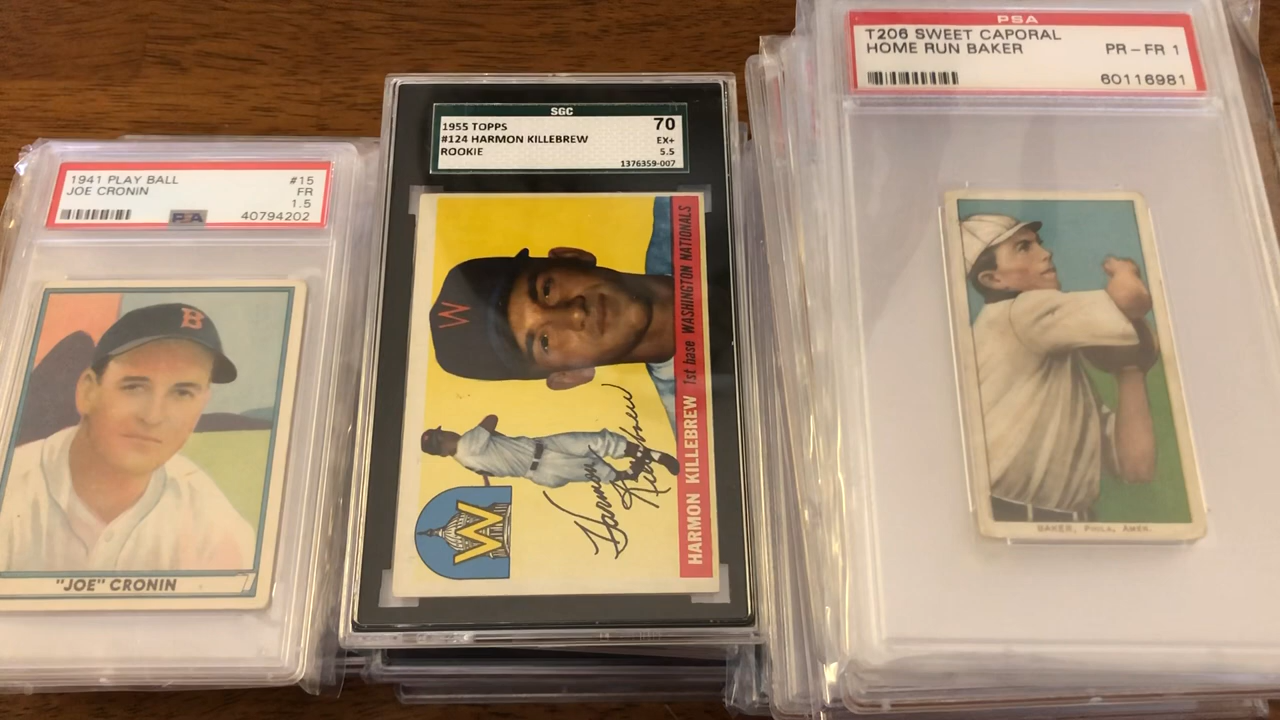 1941 PLAY BALL #15
JOE CRONIN FR
1.5
PSA 40794202
B
"JOE" CRONIN
SGC
1955 TOPPS 70
#124 HARMON KILLEBREW EX+
ROOKIE 5.5
1376359-007
W
W
Harmon
Killebrew
HARMON KILLEBREW 1st base WASHINGTON NATIONALS
PSA
T206 SWEET CAPORAL
HOME RUN BAKER PR-FR 1
60116981
BAKER, PHILA. AMER.